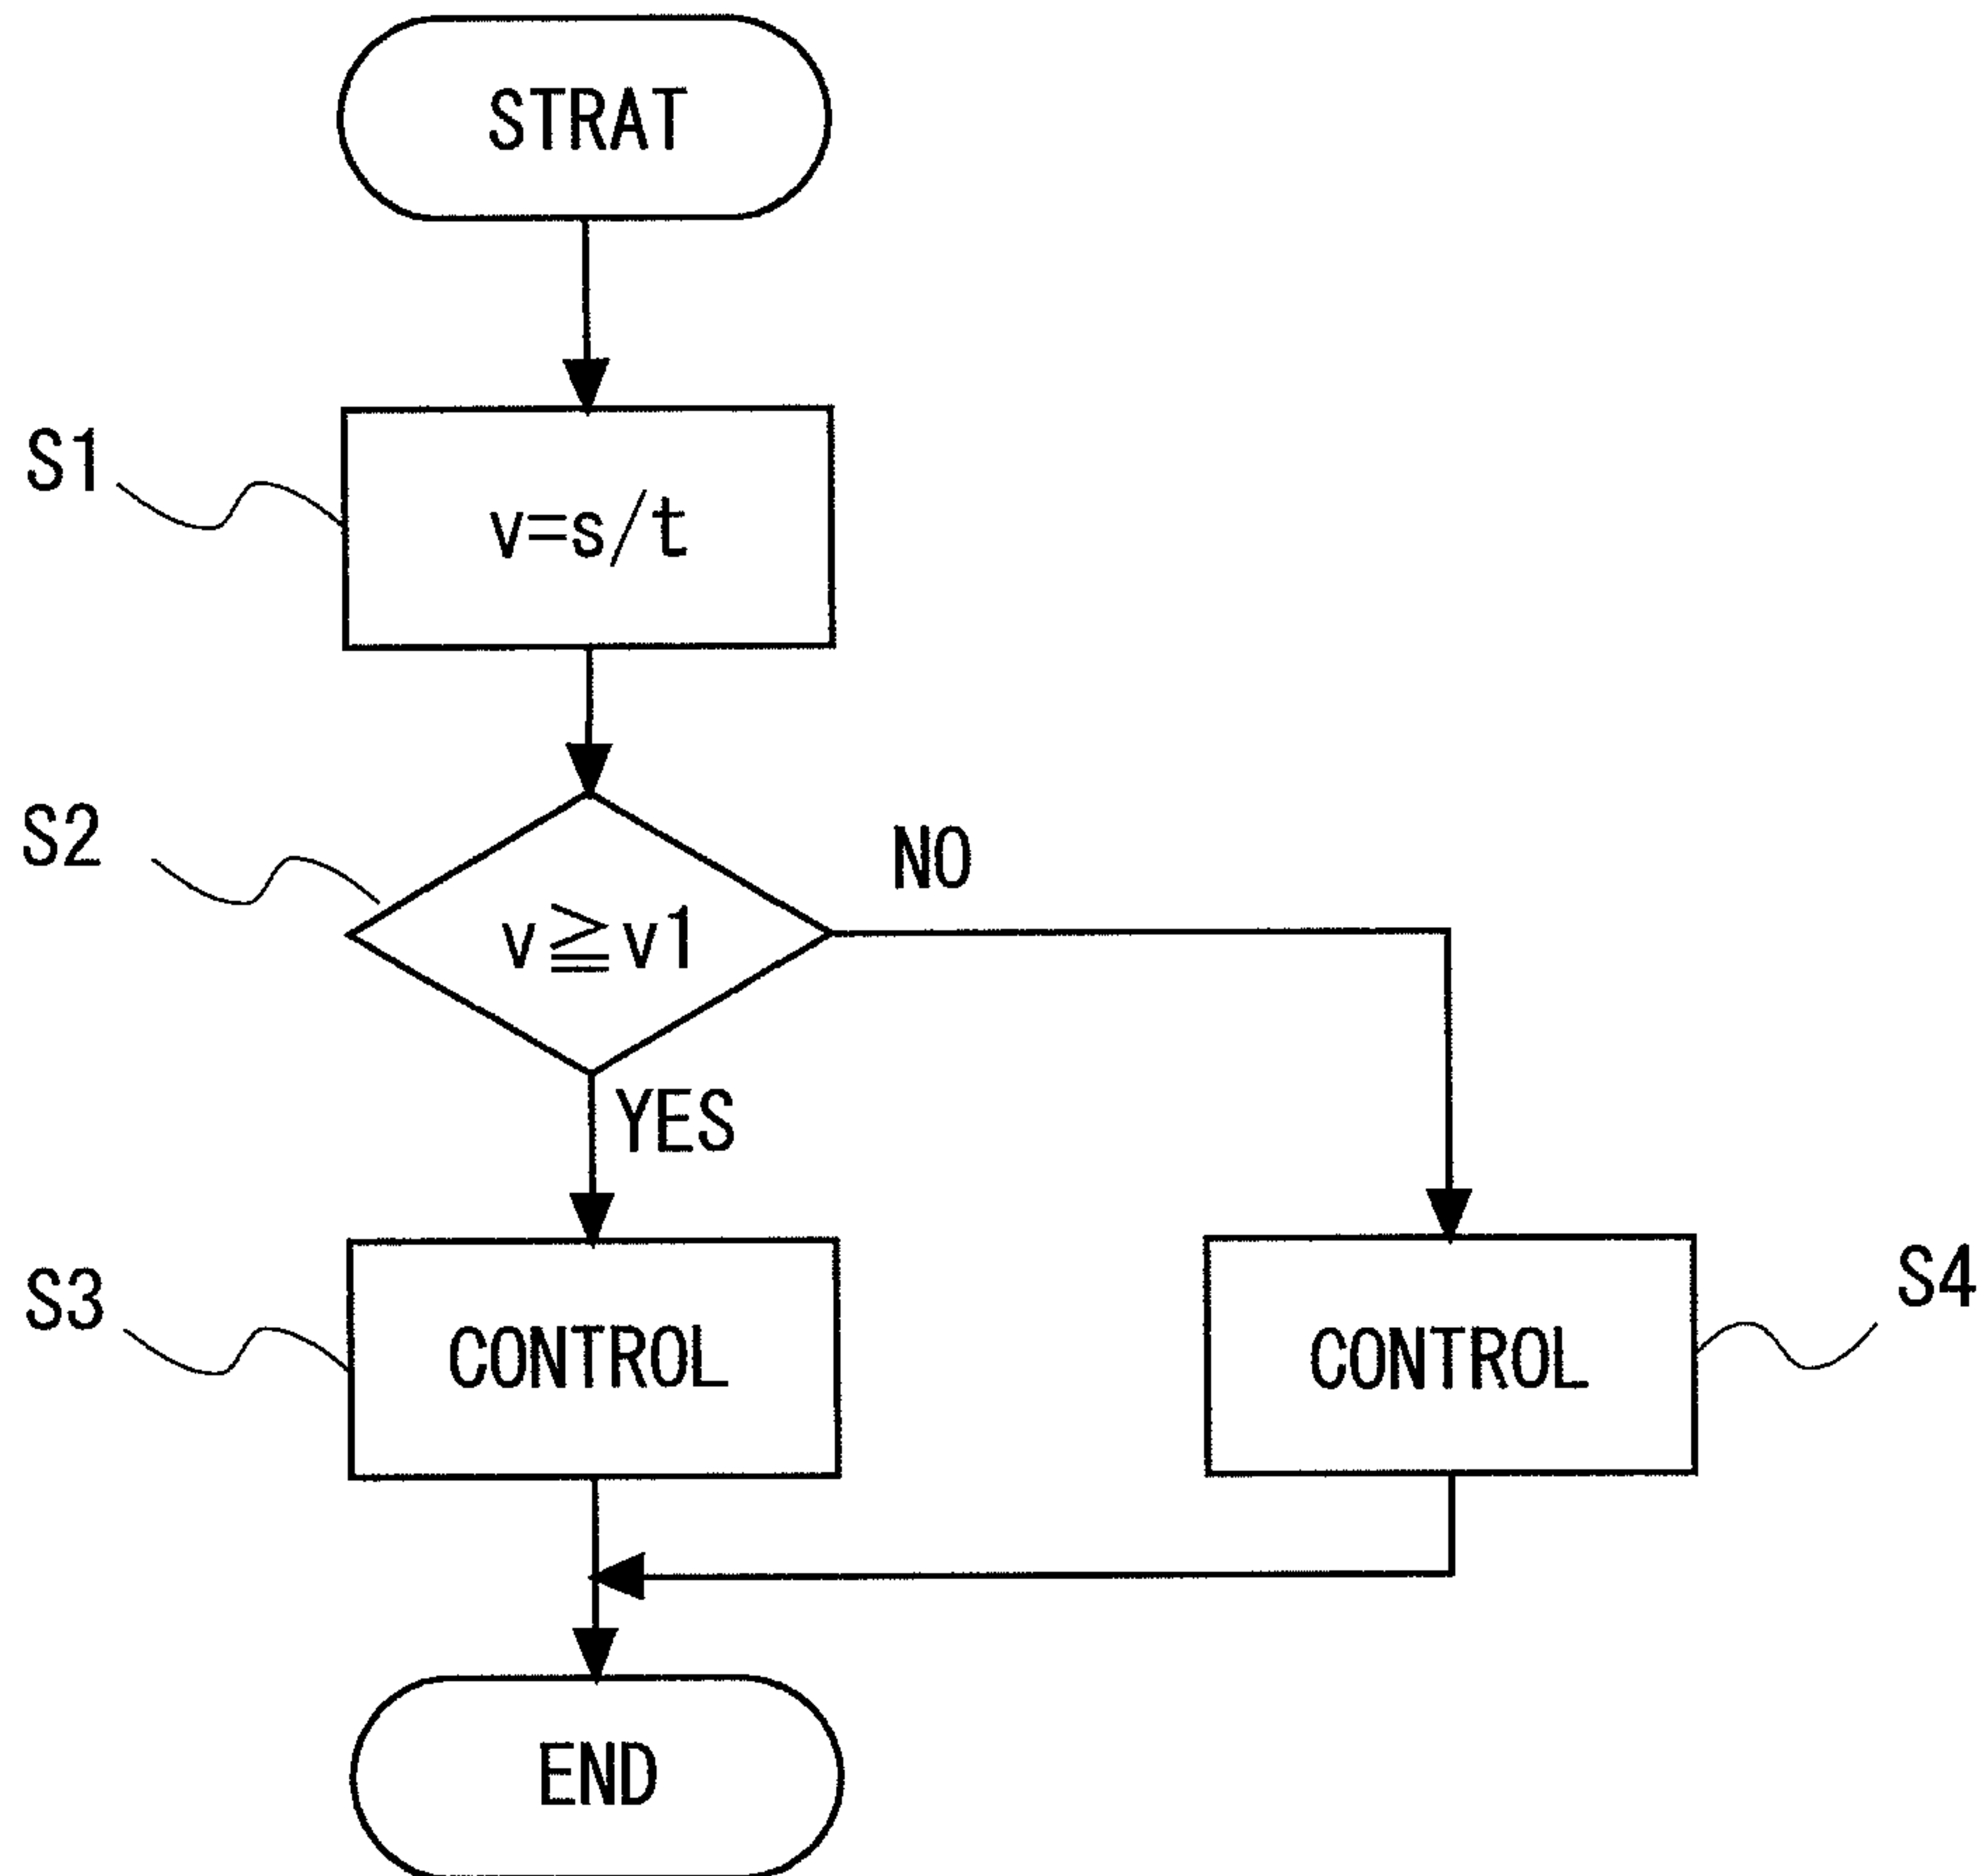 STRAT
S1
v=s/t
S2
v≧v1
NO
YES
S3
CONTROL
CONTROL
S4
END